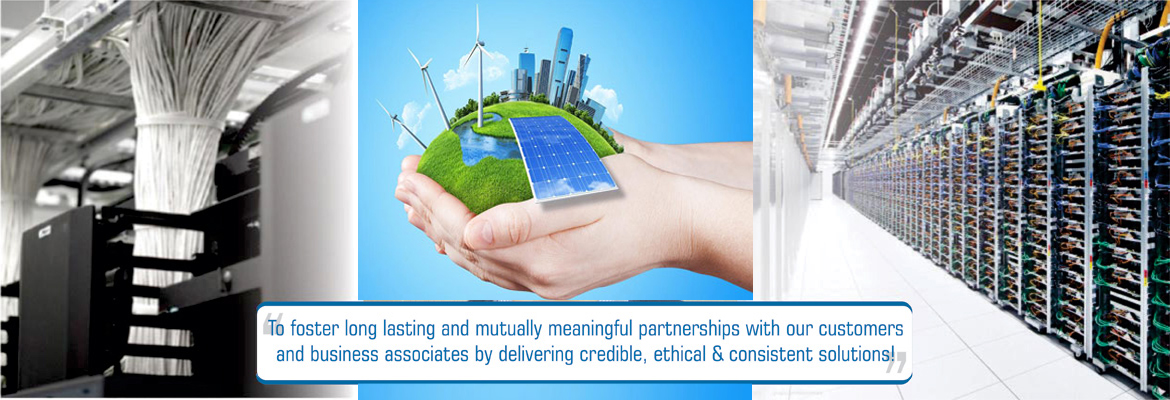 “To foster long lasting and mutually meaningful partnerships with our customers
and business associates by delivering credible, ethical & consistent solutions!”